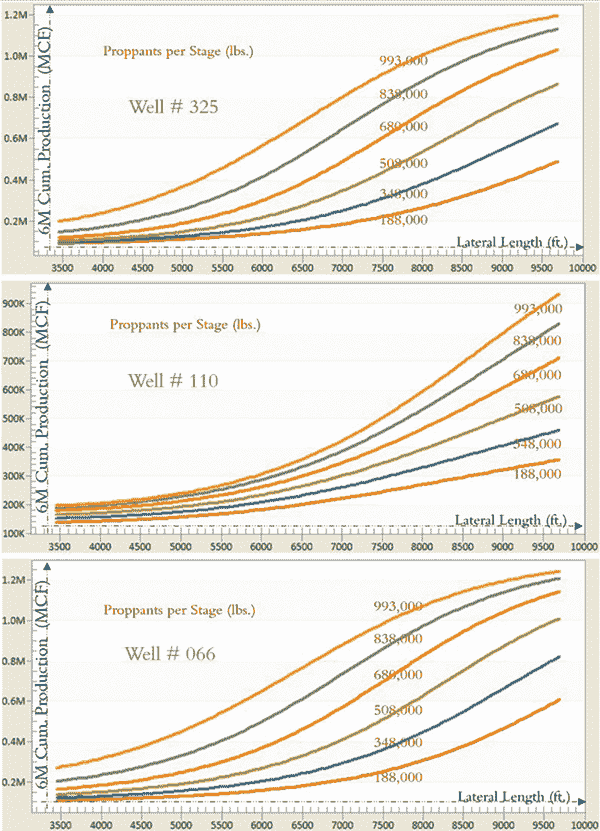 6M Cum. Production (MCF)
1.2M
1.0M
0.8M
0.6M
0.4M
0.2M
Proppants per Stage (lbs.)
Well # 325
993,000
838,000
680,000
508,000
348,000
188,000
Lateral Length (ft.)
3500 4000 4500 5000 5500 6000 6500 7000 7500 8000 8500 9000 9500 10000
6M Cum. Production (MCF)
900K
800K
700K
600K
500K
400K
300K
200K
100K
Proppants per Stage (lbs.)
Well # 110
993,000
838,000
680,000
508,000
348,000
188,000
Lateral Length (ft.)
3500 4000 4500 5000 5500 6000 6500 7000 7500 8000 8500 9000 9500 10000
6M Cum. Production (MCF)
1.2M
1.0M
0.8M
0.6M
0.4M
0.2M
Proppants per Stage (lbs.)
Well # 066
993,000
838,000
680,000
508,000
348,000
188,000
Lateral Length (ft.)
3500 4000 4500 5000 5500 6000 6500 7000 7500 8000 8500 9000 9500 10000